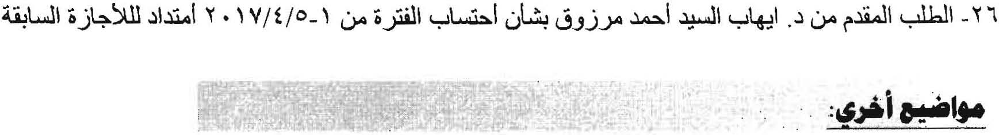 ٢٦- الطلب المقدم من د. ايهاب السيد أحمد مرزوق بشأن أحتساب الفترة من ١-٢٠١٧/٤/٥ أمتداد للأجازة السابقة
مواضيع أخري: